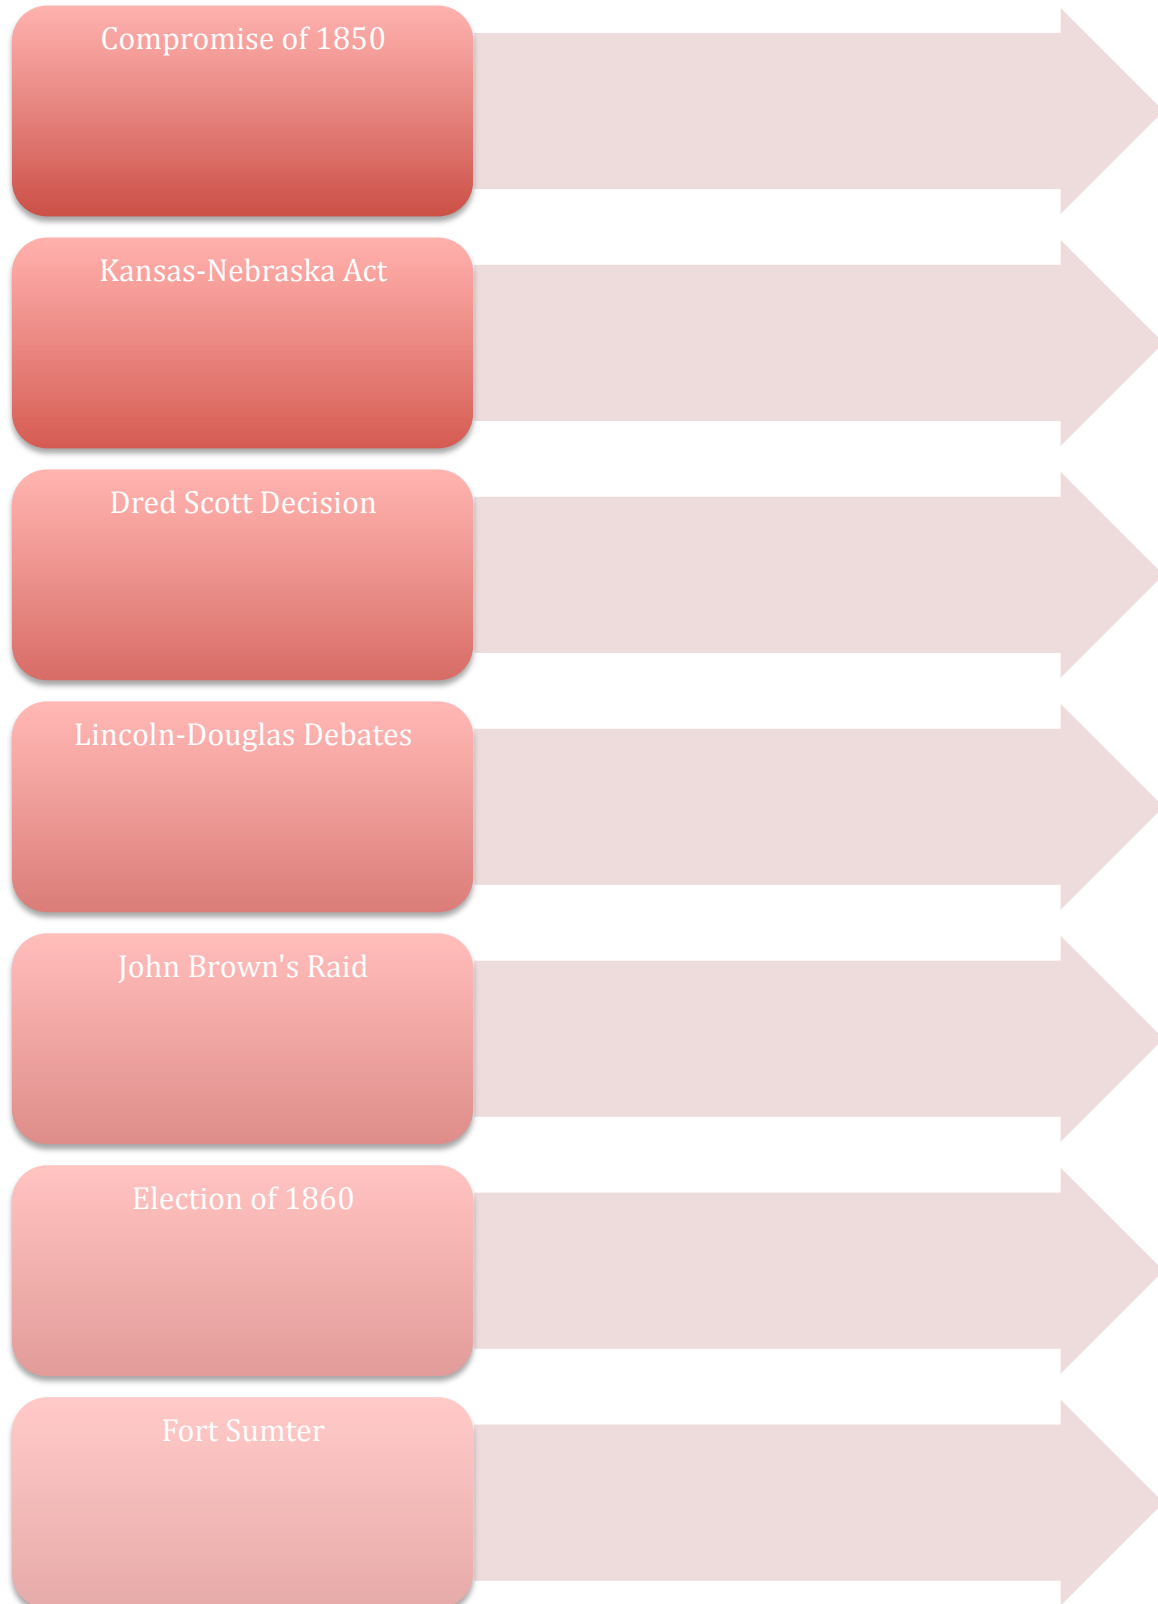 Compromise of 1850
Kansas-Nebraska Act
Dred Scott Decision
Lincoln-Douglas Debates
John Brown's Raid
Election of 1860
Fort Sumter